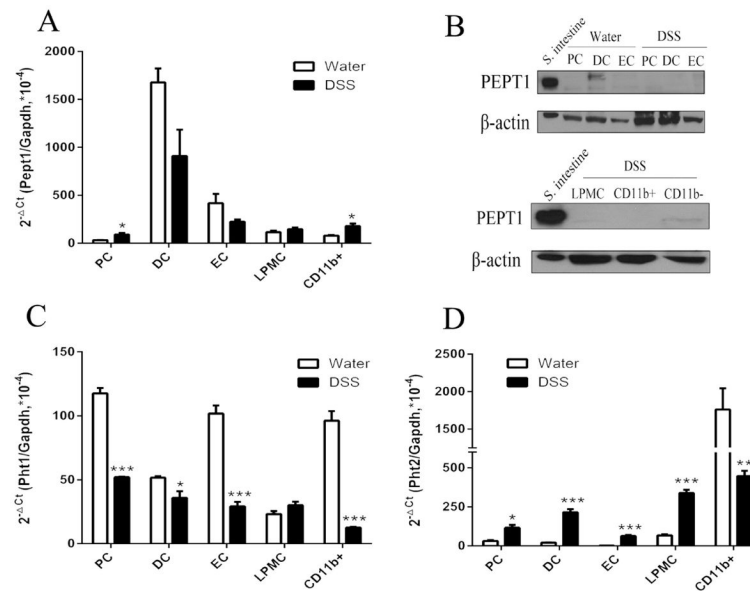 A
2000
1500
1000
500
0
2^-ΔCt (Pept1/Gapdh,*10^-4)
Water
DSS
*
*
PC DC EC LPMC CD11b+
B
S. intestine
Water DSS
PC DC EC PC DC EC
PEPT1
β-actin
S. intestine
DSS
LPMC CD11b+ CD11b-
PEPT1
β-actin
C
150
100
50
0
2^-ΔCt (Pht1/Gapdh,*10^-4)
Water
DSS
***
*
***
***
PC DC EC LPMC CD11b+
D
2500
2000
1500
1000
500
250
0
2^-ΔCt (Pht2/Gapdh,*10^-4)
Water
DSS
*
***
***
***
**
PC DC EC LPMC CD11b+